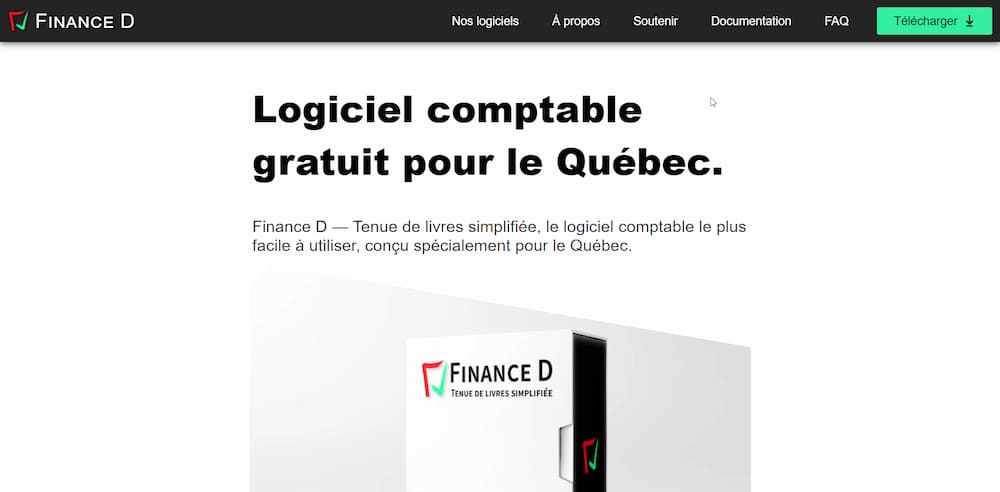 FINANCE D
Nos logiciels
À propos
Soutenir
Documentation
FAQ
Télécharger
Logiciel comptable
gratuit pour le Québec.
Finance D — Tenue de livres simplifiée, le logiciel comptable le plus
facile à utiliser, conçu spécialement pour le Québec.
FINANCE D
TENUE DE LIVRES SIMPLIFIÉE